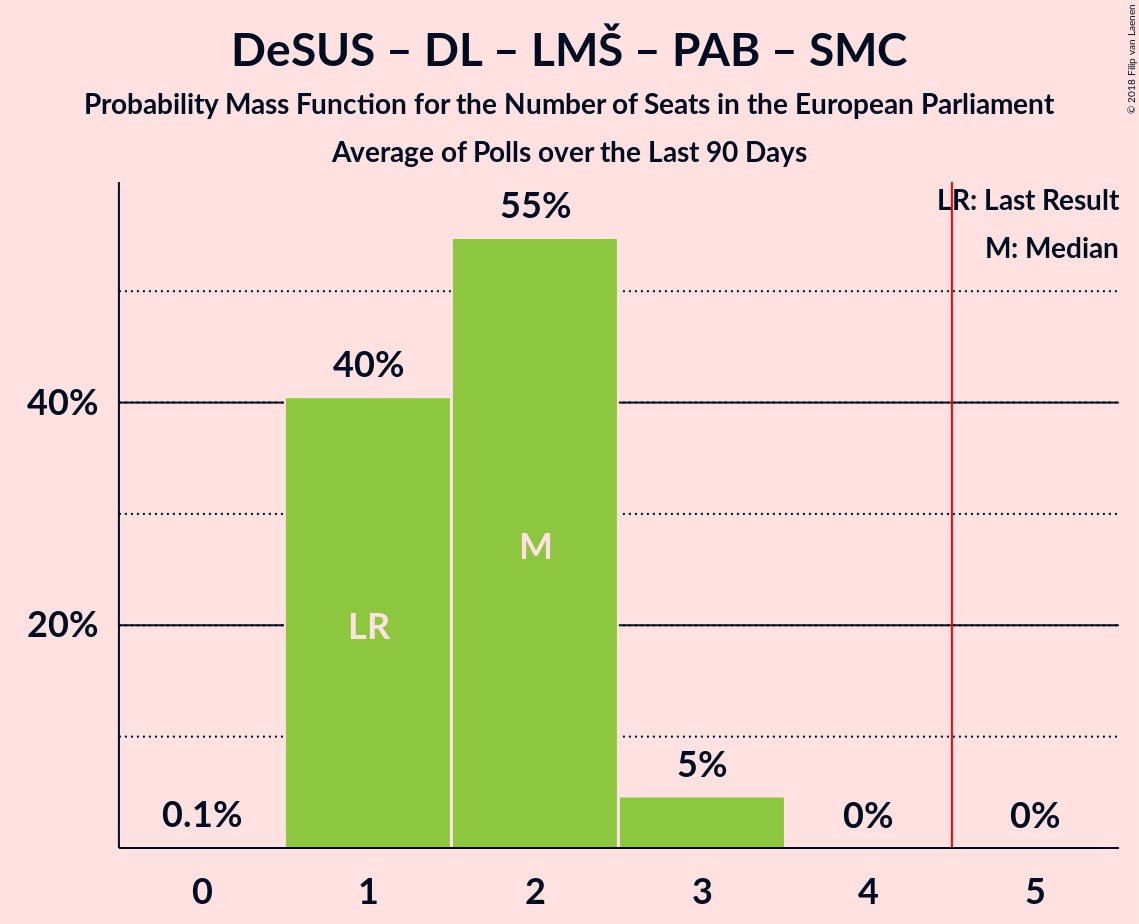 DeSUS – DL – LMŠ – PAB – SMC
Probability Mass Function for the Number of Seats in the European Parliament
Average of Polls over the Last 90 Days
© 2018 Filip van Laenen
LR: Last Result
M: Median
55%
40%
40%
M
LR
20%
5%
0.1%
0%
0%
0 1 2 3 4 5